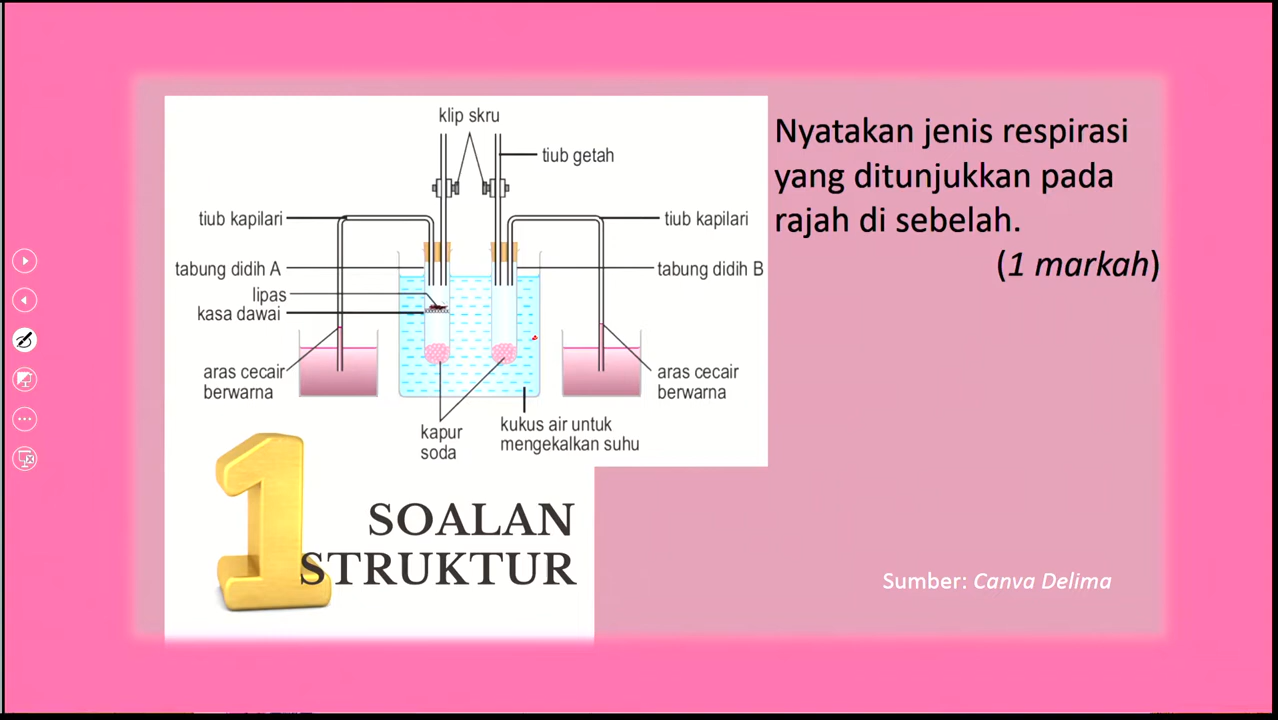 klip skru
tiub getah
tiub kapilari
tiub kapilari
tabung didih A
tabung didih B
lipas
kasa dawai
aras cecair
berwarna
aras cecair
berwarna
kapur
soda
kukus air untuk
mengekalkan suhu
Nyatakan jenis respirasi
yang ditunjukkan pada
rajah di sebelah.
(1 markah)
1
SOALAN
STRUKTUR
Sumber: Canva Delima